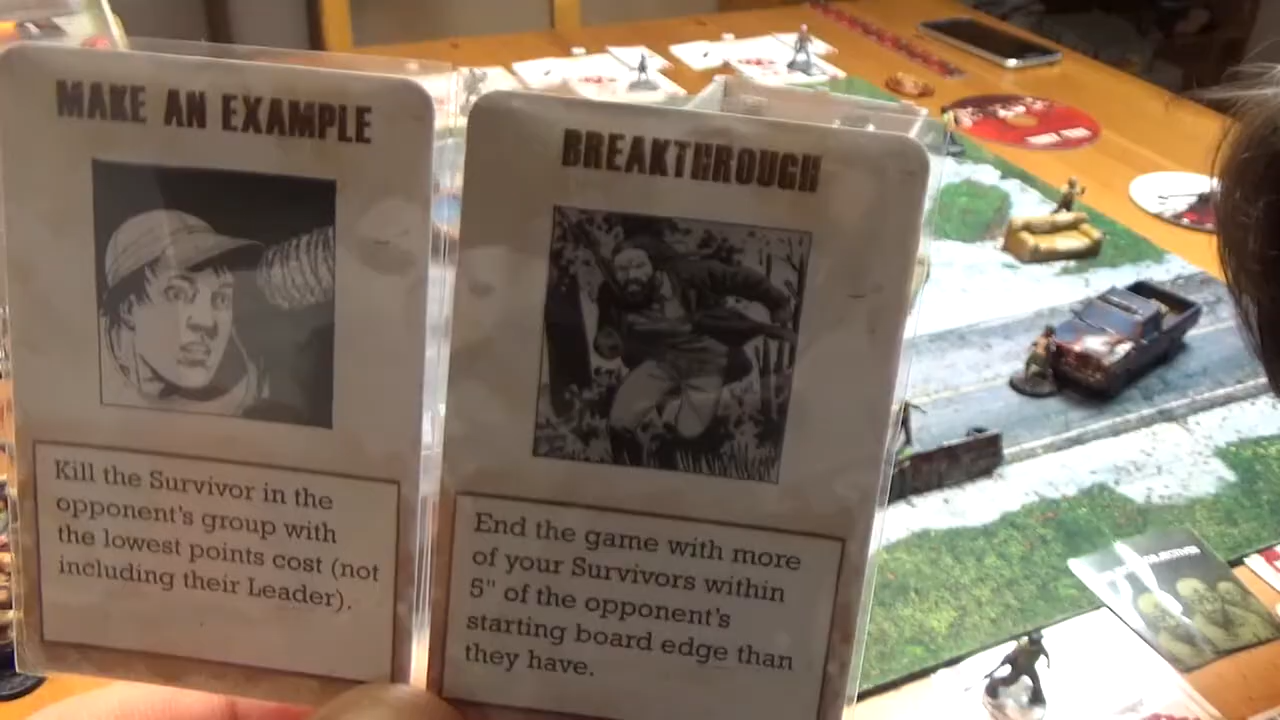 MAKE AN EXAMPLE
Kill the Survivor in the
opponent's group with
the lowest points cost (not
including their Leader).
BREAKTHROUGH
End the game with more
of your Survivors within
5" of the opponent's
starting board edge than
they have.